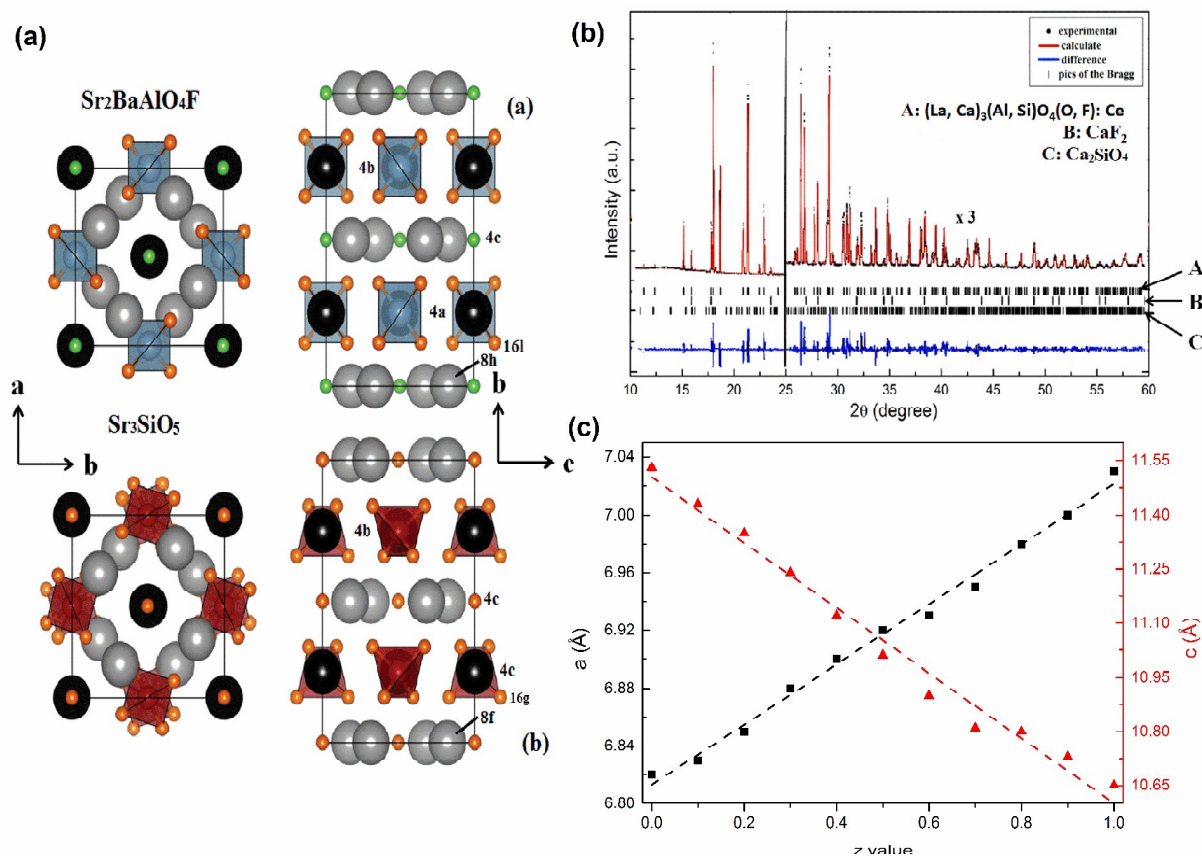 (a)
Sr₂BaAlO₄F
(a)
4b
4c
4a
16l
8h
a
b
b
c
Sr₃SiO₅
4b
4c
4c
16g
8f
(b)
(b)
experimental
calculate
difference
pics of the Bragg
A: (La, Ca)₃(Al, Si)O₄(O, F): Ce
B: CaF₂
C: Ca₂SiO₄
x 3
Intensity (a.u.)
A
B
C
10 15 20 25 30 35 40 45 50 55 60
2θ (degree)
(c)
7.04
7.00
6.96
6.92
6.88
6.84
6.80
a (Å)
11.55
11.40
11.25
11.10
10.95
10.80
10.65
c (Å)
0.0 0.2 0.4 0.6 0.8 1.0
z value